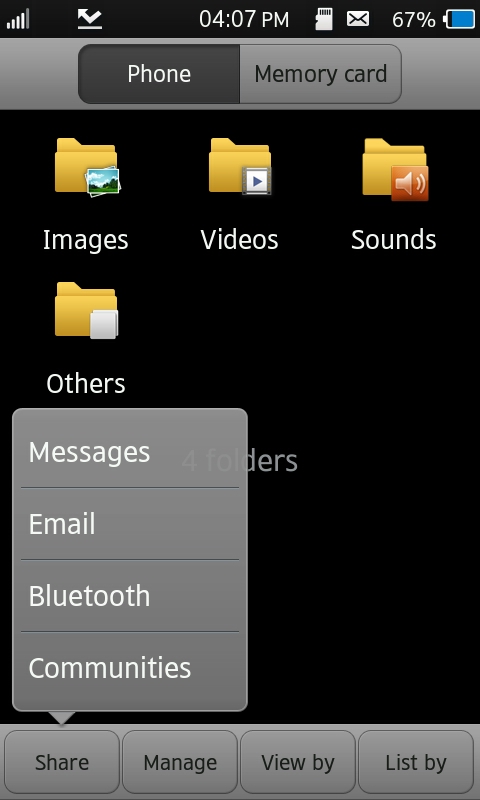 04:07 PM 67%
Phone Memory card
Images Videos Sounds
Others
4 folders
Messages
Email
Bluetooth
Communities
Share Manage View by List by